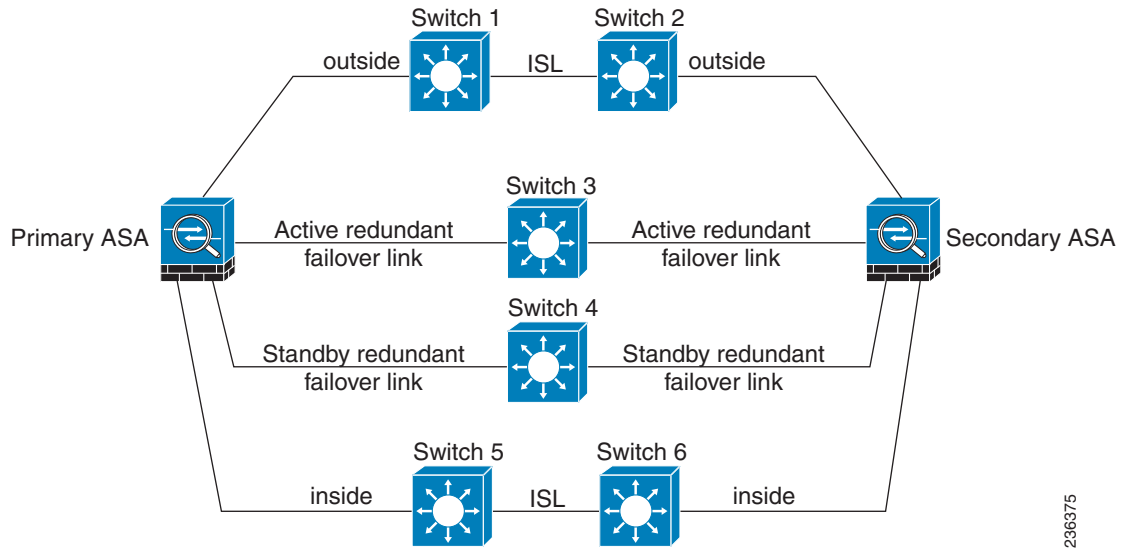 Switch 1
Switch 2
outside
ISL
outside
Switch 3
Primary ASA
Active redundant
failover link
Active redundant
failover link
Secondary ASA
Switch 4
Standby redundant
failover link
Standby redundant
failover link
Switch 5
Switch 6
inside
ISL
inside
236375